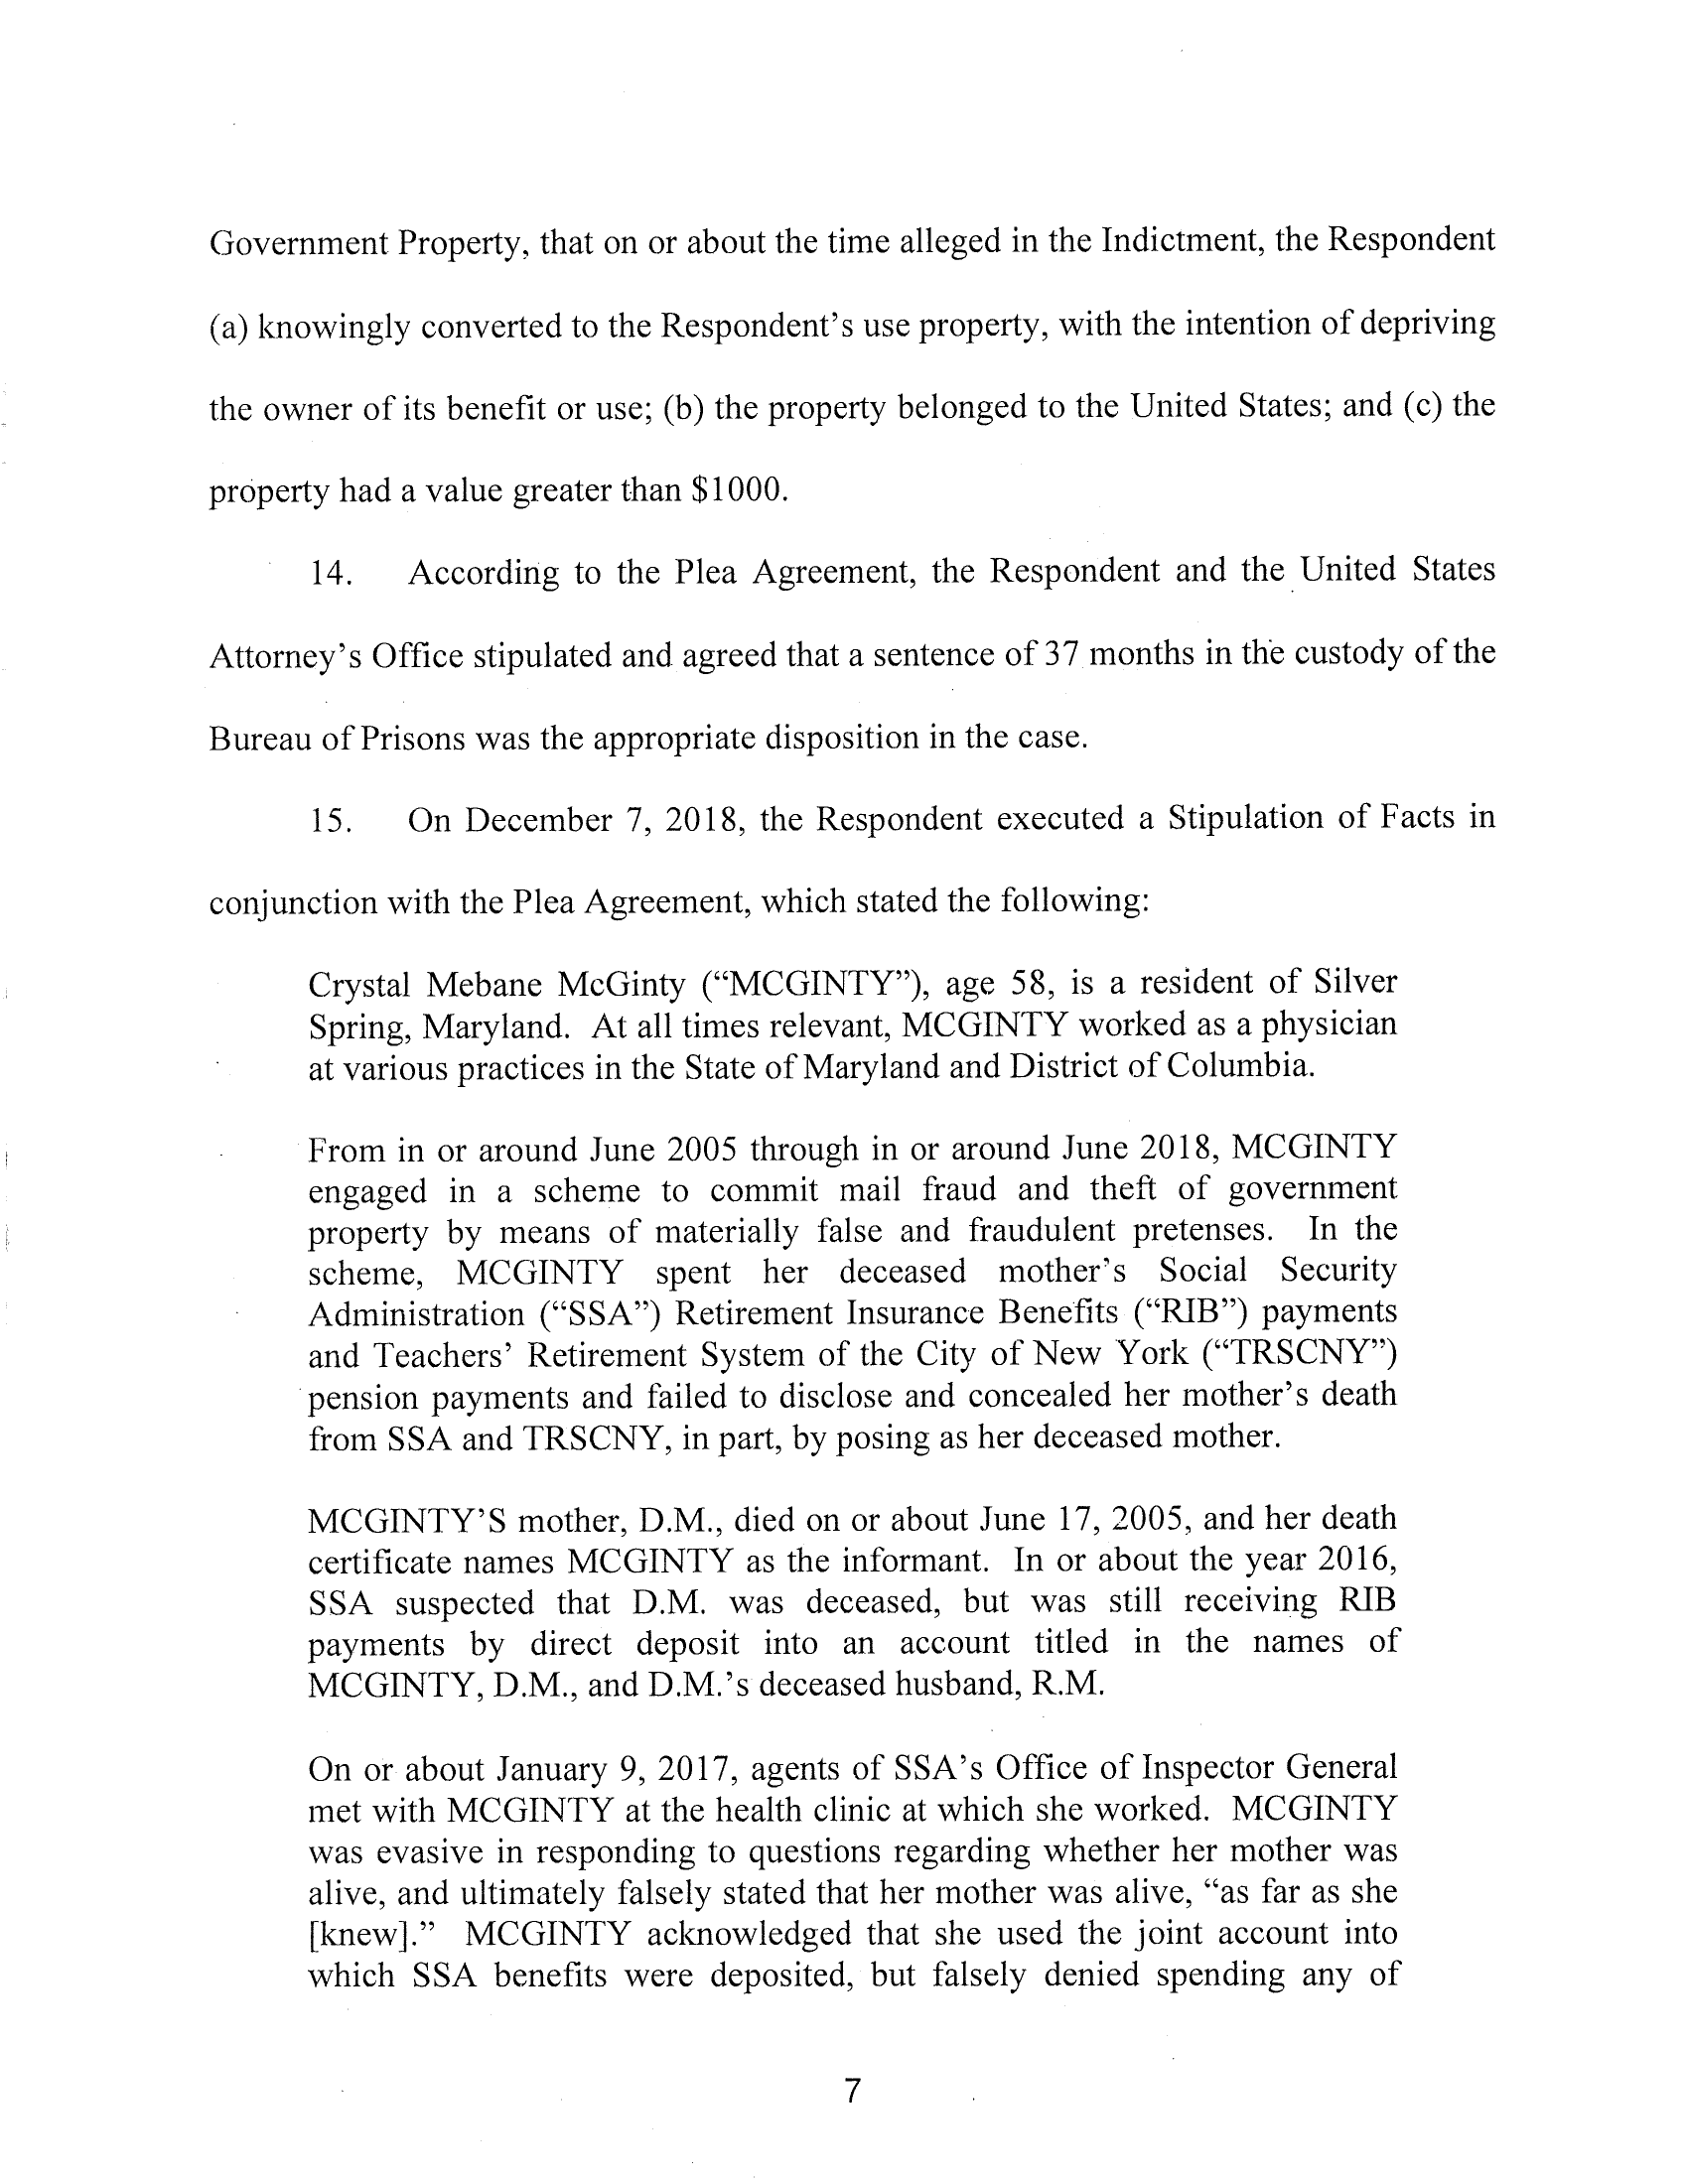 Government Property, that on or about the time alleged in the Indictment, the Respondent
(a) knowingly converted to the Respondent's use property, with the intention of depriving
the owner of its benefit or use; (b) the property belonged to the United States; and (c) the
property had a value greater than $1000.
14. According to the Plea Agreement, the Respondent and the United States
Attorney's Office stipulated and agreed that a sentence of 37 months in the custody of the
Bureau of Prisons was the appropriate disposition in the case.
15. On December 7, 2018, the Respondent executed a Stipulation of Facts in
conjunction with the Plea Agreement, which stated the following:
Crystal Mebane McGinty ("MCGINTY"), age 58, is a resident of Silver
Spring, Maryland. At all times relevant, MCGINTY worked as a physician
at various practices in the State of Maryland and District of Columbia.
From in or around June 2005 through in or around June 2018, MCGINTY
engaged in a scheme to commit mail fraud and theft of government
property by means of materially false and fraudulent pretenses. In the
scheme, MCGINTY spent her deceased mother's Social Security
Administration ("SSA") Retirement Insurance Benefits ("RIB") payments
and Teachers' Retirement System of the City of New York ("TRSCNY")
pension payments and failed to disclose and concealed her mother's death
from SSA and TRSCNY, in part, by posing as her deceased mother.
MCGINTY'S mother, D.M., died on or about June 17, 2005, and her death
certificate names MCGINTY as the informant. In or about the year 2016,
SSA suspected that D.M. was deceased, but was still receiving RIB
payments by direct deposit into an account titled in the names of
MCGINTY, D.M., and D.M.'s deceased husband, R.M.
On or about January 9, 2017, agents of SSA's Office of Inspector General
met with MCGINTY at the health clinic at which she worked. MCGINTY
was evasive in responding to questions regarding whether her mother was
alive, and ultimately falsely stated that her mother was alive, "as far as she
[knew]." MCGINTY acknowledged that she used the joint account into
which SSA benefits were deposited, but falsely denied spending any of
7